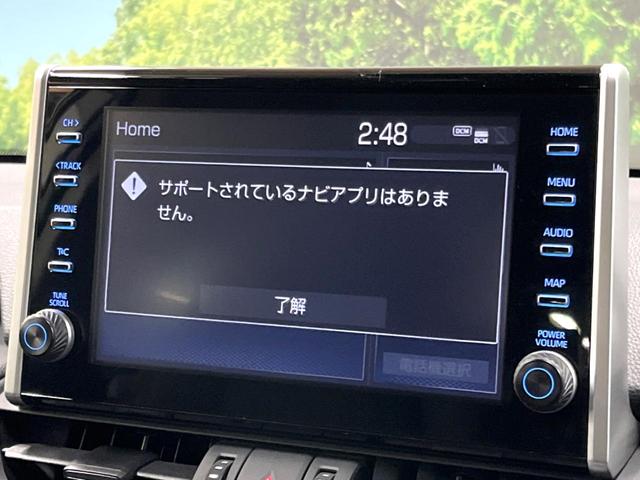 CH>
<TRACK
PHONE
T&C
TUNE
SCROLL
Home
2:48
DCM
DCM
サポートされているナビアプリはありま
せん。
了解
電話機選択
HOME
MENU
AUDIO
MAP
POWER
VOLUME